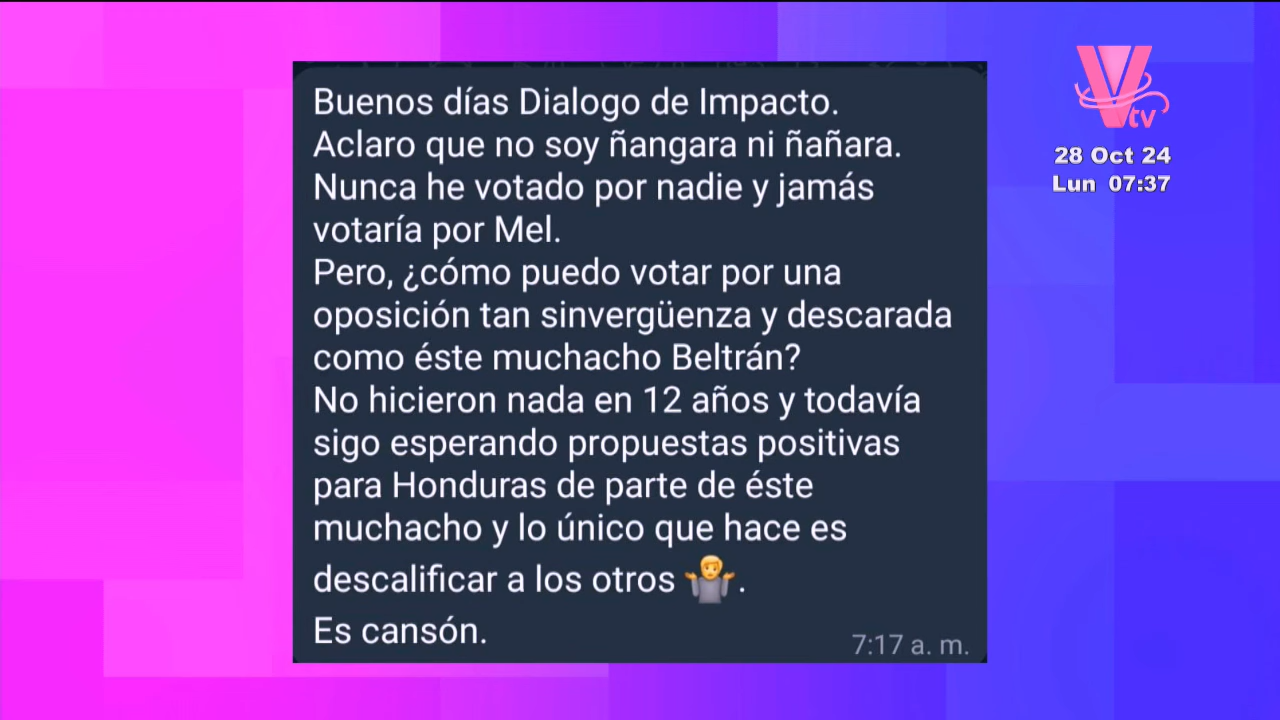 Buenos días Dialogo de Impacto.
Aclaro que no soy ñangara ni ñañara.
Nunca he votado por nadie y jamás
votaría por Mel.
Pero, ¿cómo puedo votar por una
oposición tan sinvergüenza y descarada
como éste muchacho Beltrán?
No hicieron nada en 12 años y todavía
sigo esperando propuestas positivas
para Honduras de parte de éste
muchacho y lo único que hace es
descalificar a los otros 🤷.
Es cansón.
7:17 a. m.
Vtv
28 Oct 24
Lun 07:37